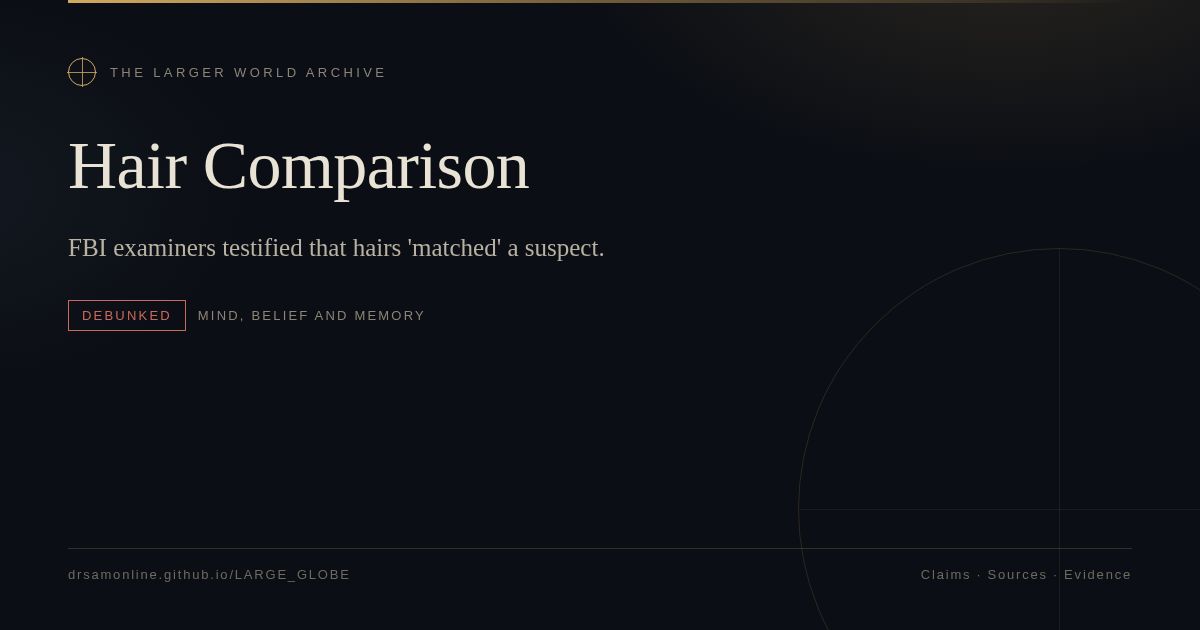 THE LARGER WORLD ARCHIVE
Hair Comparison
FBI examiners testified that hairs 'matched' a suspect.
DEBUNKED MIND, BELIEF AND MEMORY
drsamonline.github.io/LARGE_GLOBE Claims · Sources · Evidence